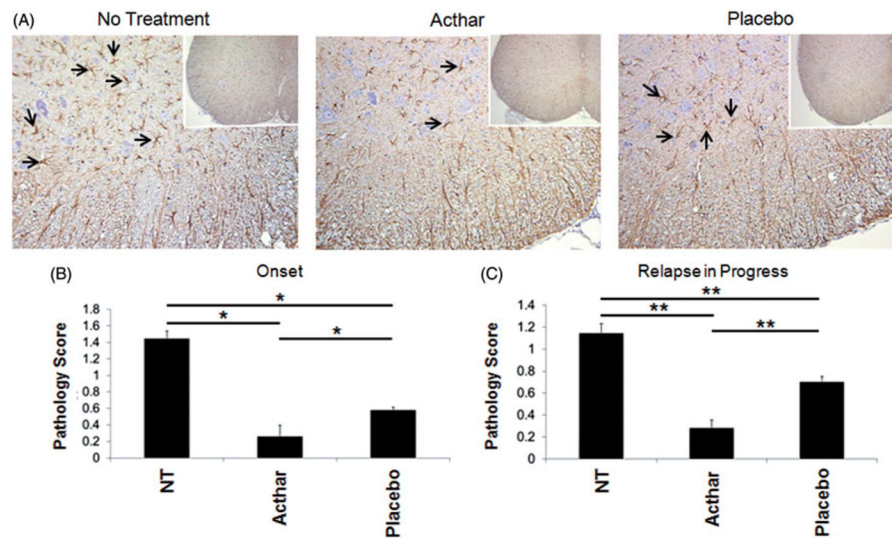 (A) No Treatment Acthar Placebo
(B) Onset
Pathology Score
1.8
1.6
1.4
1.2
1
0.8
0.6
0.4
0.2
0
*
*
*
NT
Acthar
Placebo
(C) Relapse in Progress
Pathology Score
1.4
1.2
1
0.8
0.6
0.4
0.2
0
**
**
**
NT
Acthar
Placebo